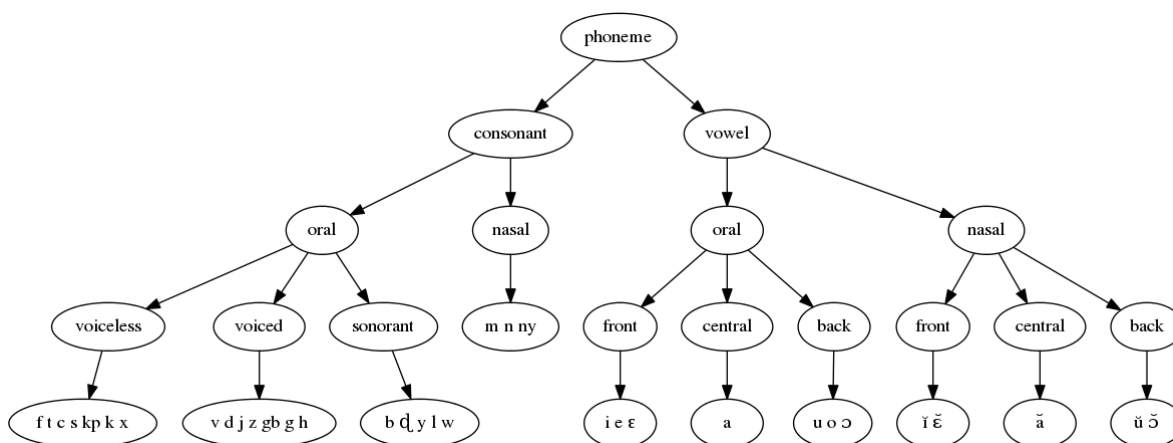 phoneme
consonant vowel
oral nasal oral nasal
voiceless voiced sonorant m n ny front central back front central back
f t c s kp k x v d j z gb g h b ɖ y l w i e ɛ a u o ɔ ĭ ɛ̆ ă ŭ ɔ̆